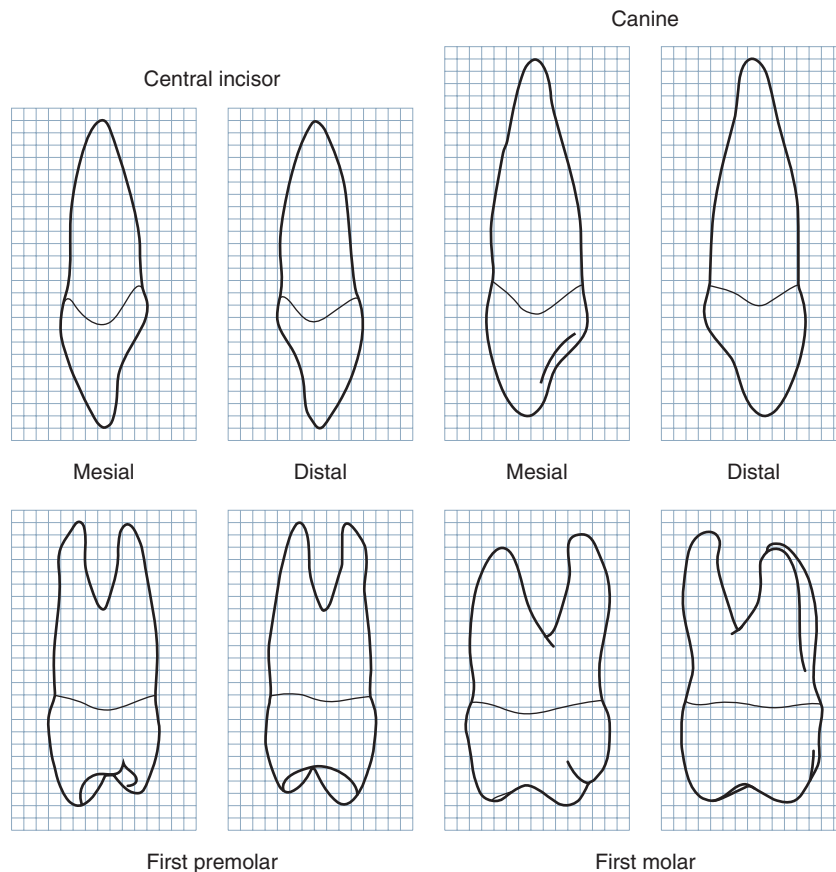 Canine
Central incisor
Mesial Distal Mesial Distal
First premolar First molar